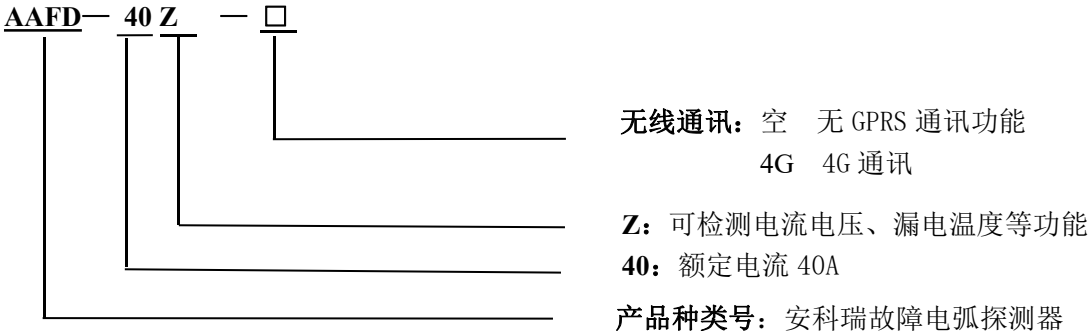 AAFD— 40 Z — □
无线通讯：空 无 GPRS 通讯功能
4G 4G 通讯
Z：可检测电流电压、漏电温度等功能
40：额定电流 40A
产品种类号：安科瑞故障电弧探测器